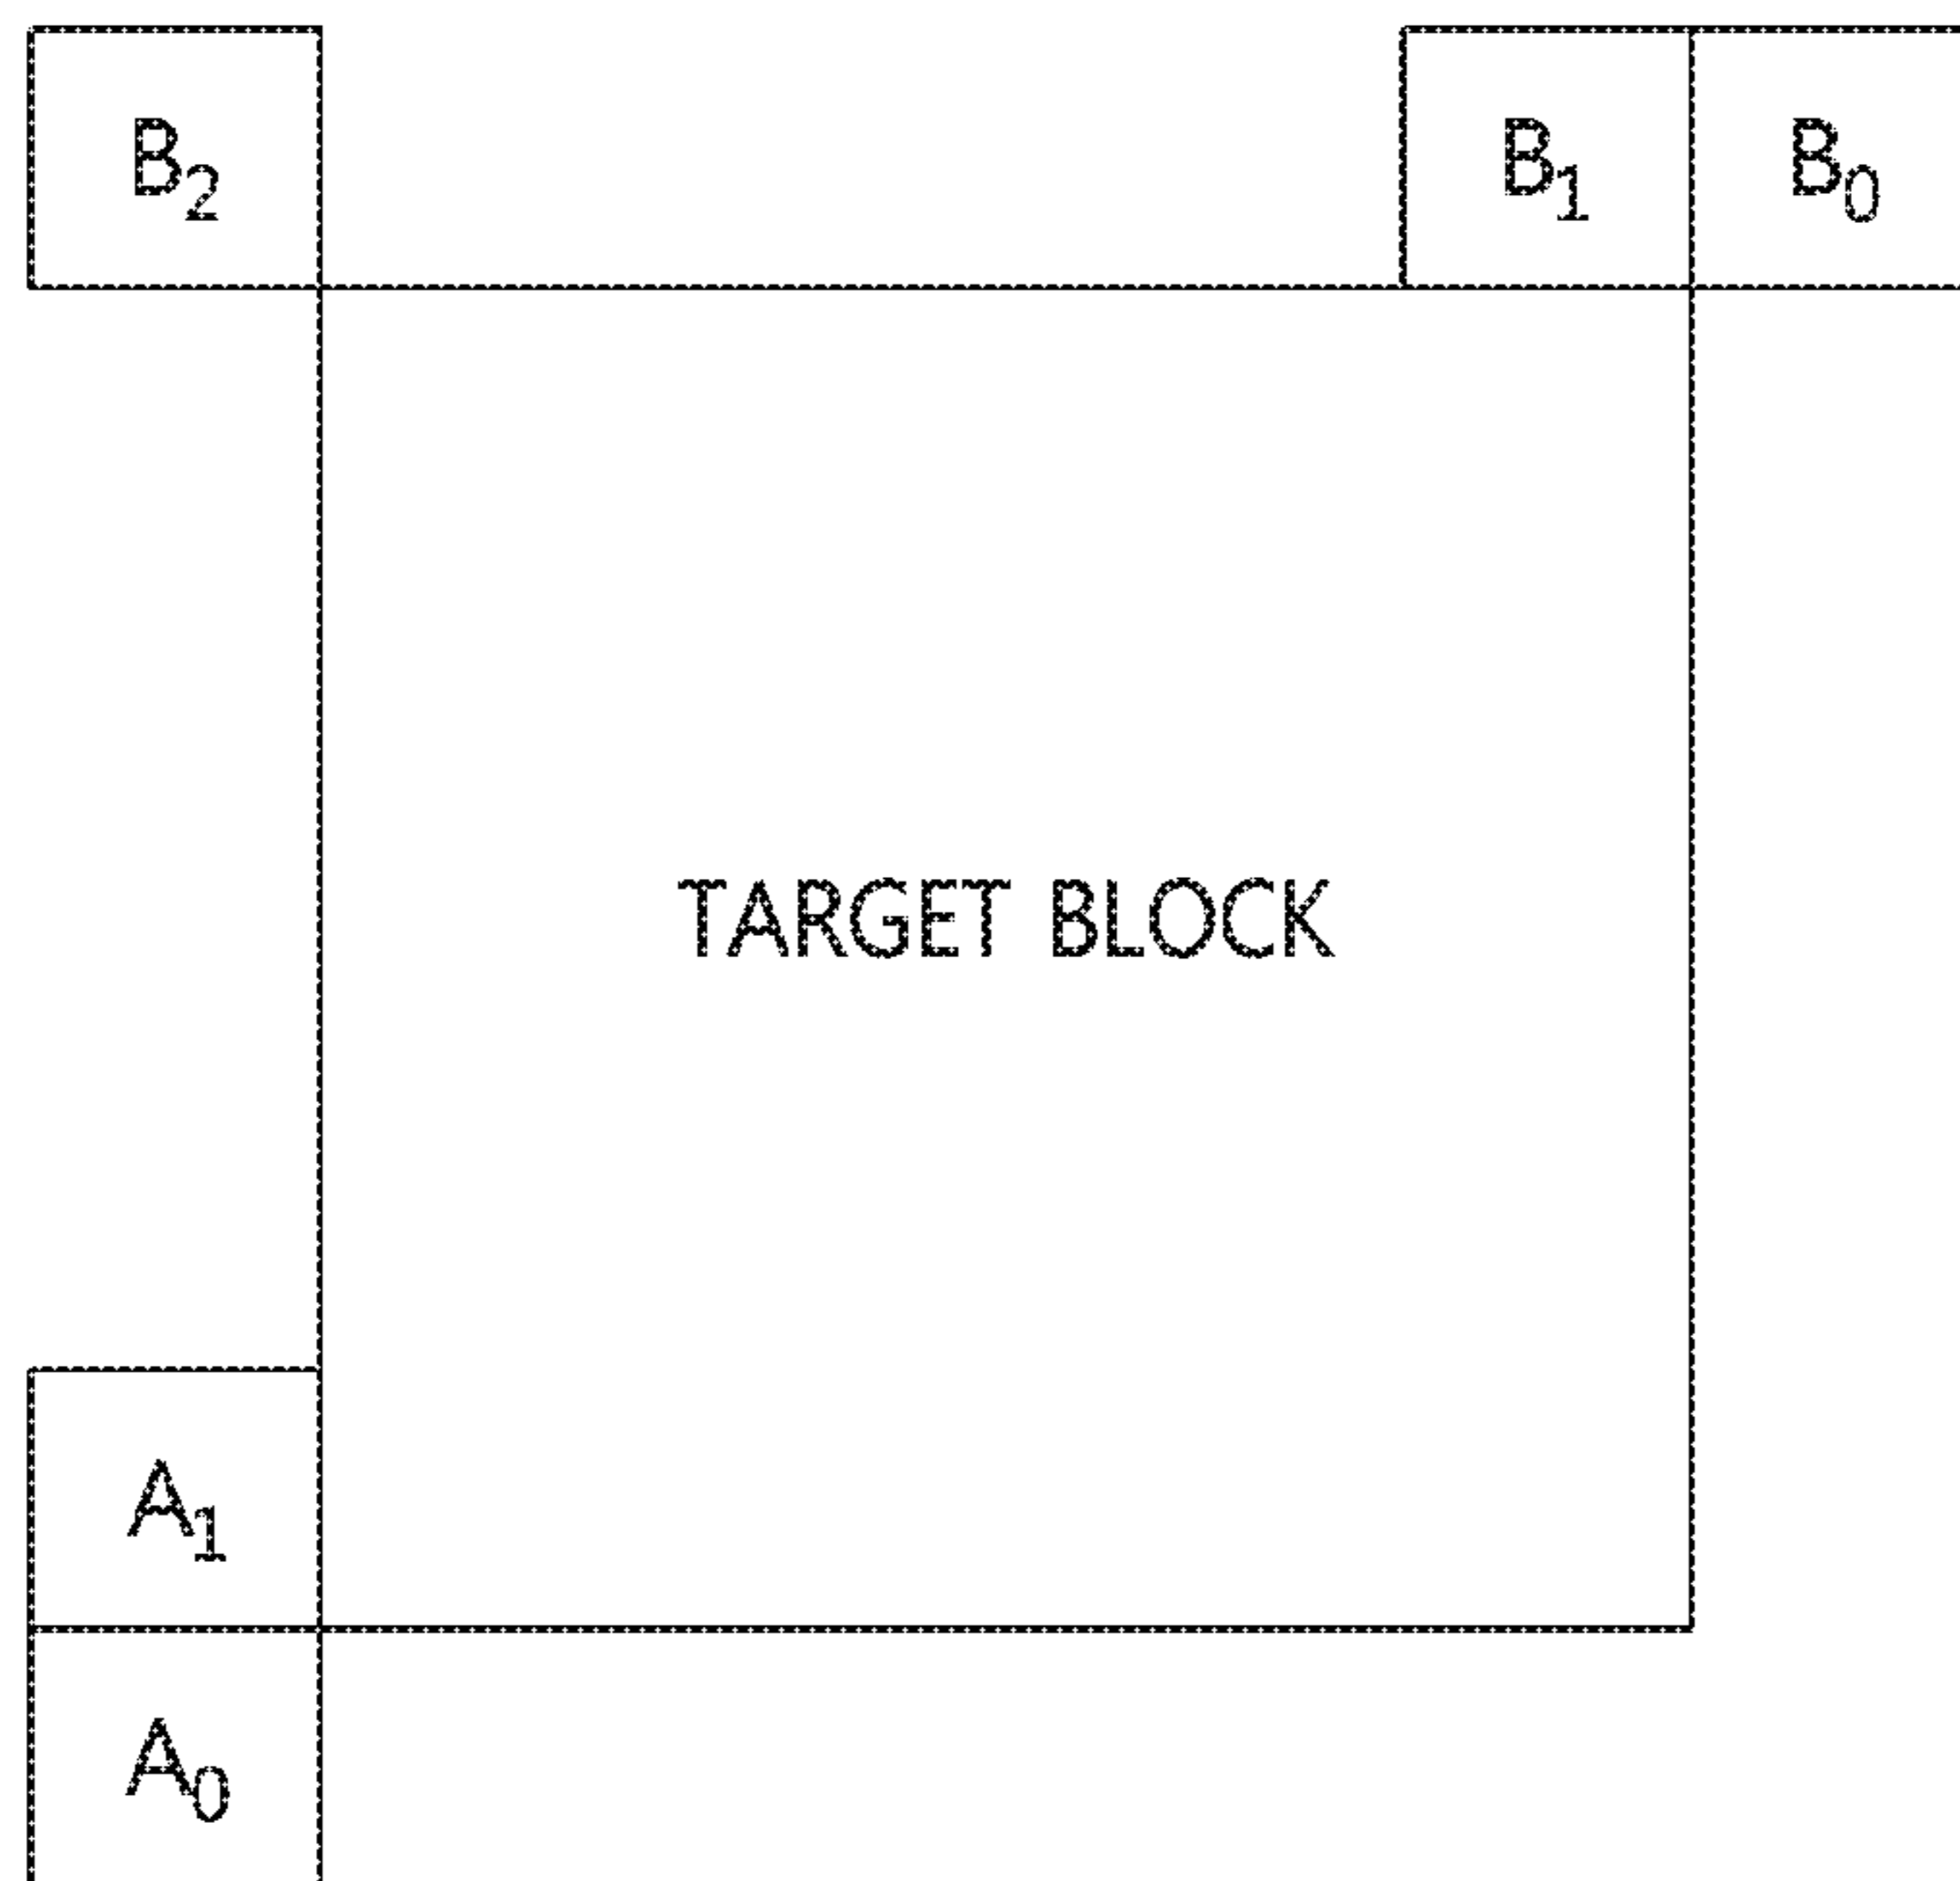 B₂ B₁ B₀
TARGET BLOCK
A₁
A₀